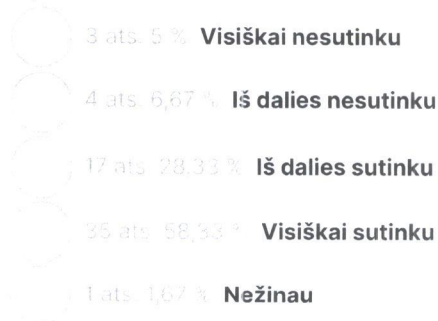 3 ats. 5 % Visiškai nesutinku
4 ats. 6,67 % Iš dalies nesutinku
17 ats. 28,33 % Iš dalies sutinku
35 ats. 58,33 % Visiškai sutinku
1 ats. 1,67 % Nežinau